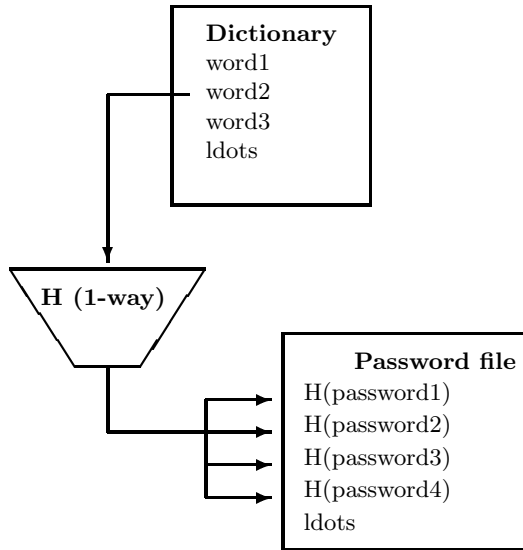 Dictionary
word1
word2
word3
ldots
H (1-way)
Password file
H(password1)
H(password2)
H(password3)
H(password4)
ldots